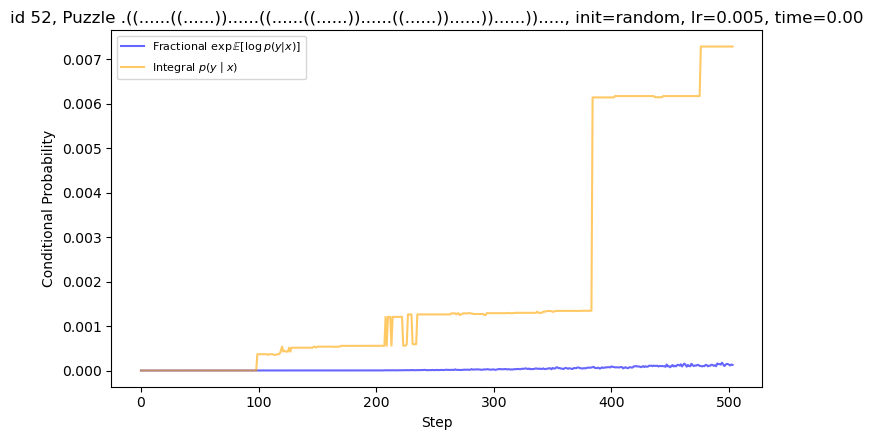 id 52, Puzzle .((......((......))......((......((......))......((......))......))......))....., init=random, lr=0.005, time=0.00
Fractional exp𝔼[log p(y|x)]
Integral p(y | x)
Conditional Probability
0.007
0.006
0.005
0.004
0.003
0.002
0.001
0.000
0 100 200 300 400 500
Step